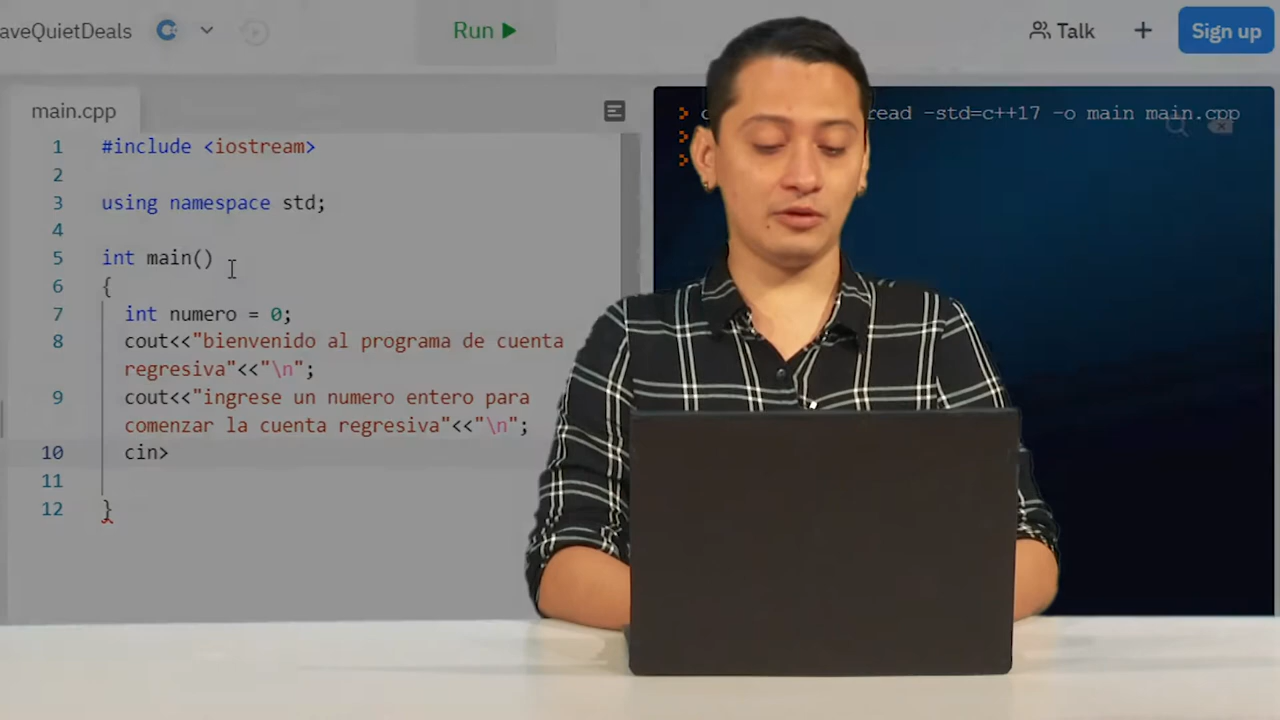 aveQuietDeals
Run
Talk
+
Sign up
main.cpp
1 #include <iostream>
2
3 using namespace std;
4
5 int main()
6 {
7 int numero = 0;
8 cout<<"bienvenido al programa de cuenta
regresiva"<<"\n";
9 cout<<"ingrese un numero entero para
comenzar la cuenta regresiva"<<"\n";
10 cin>
11
12 }
-std=c++17 -o main main.cpp